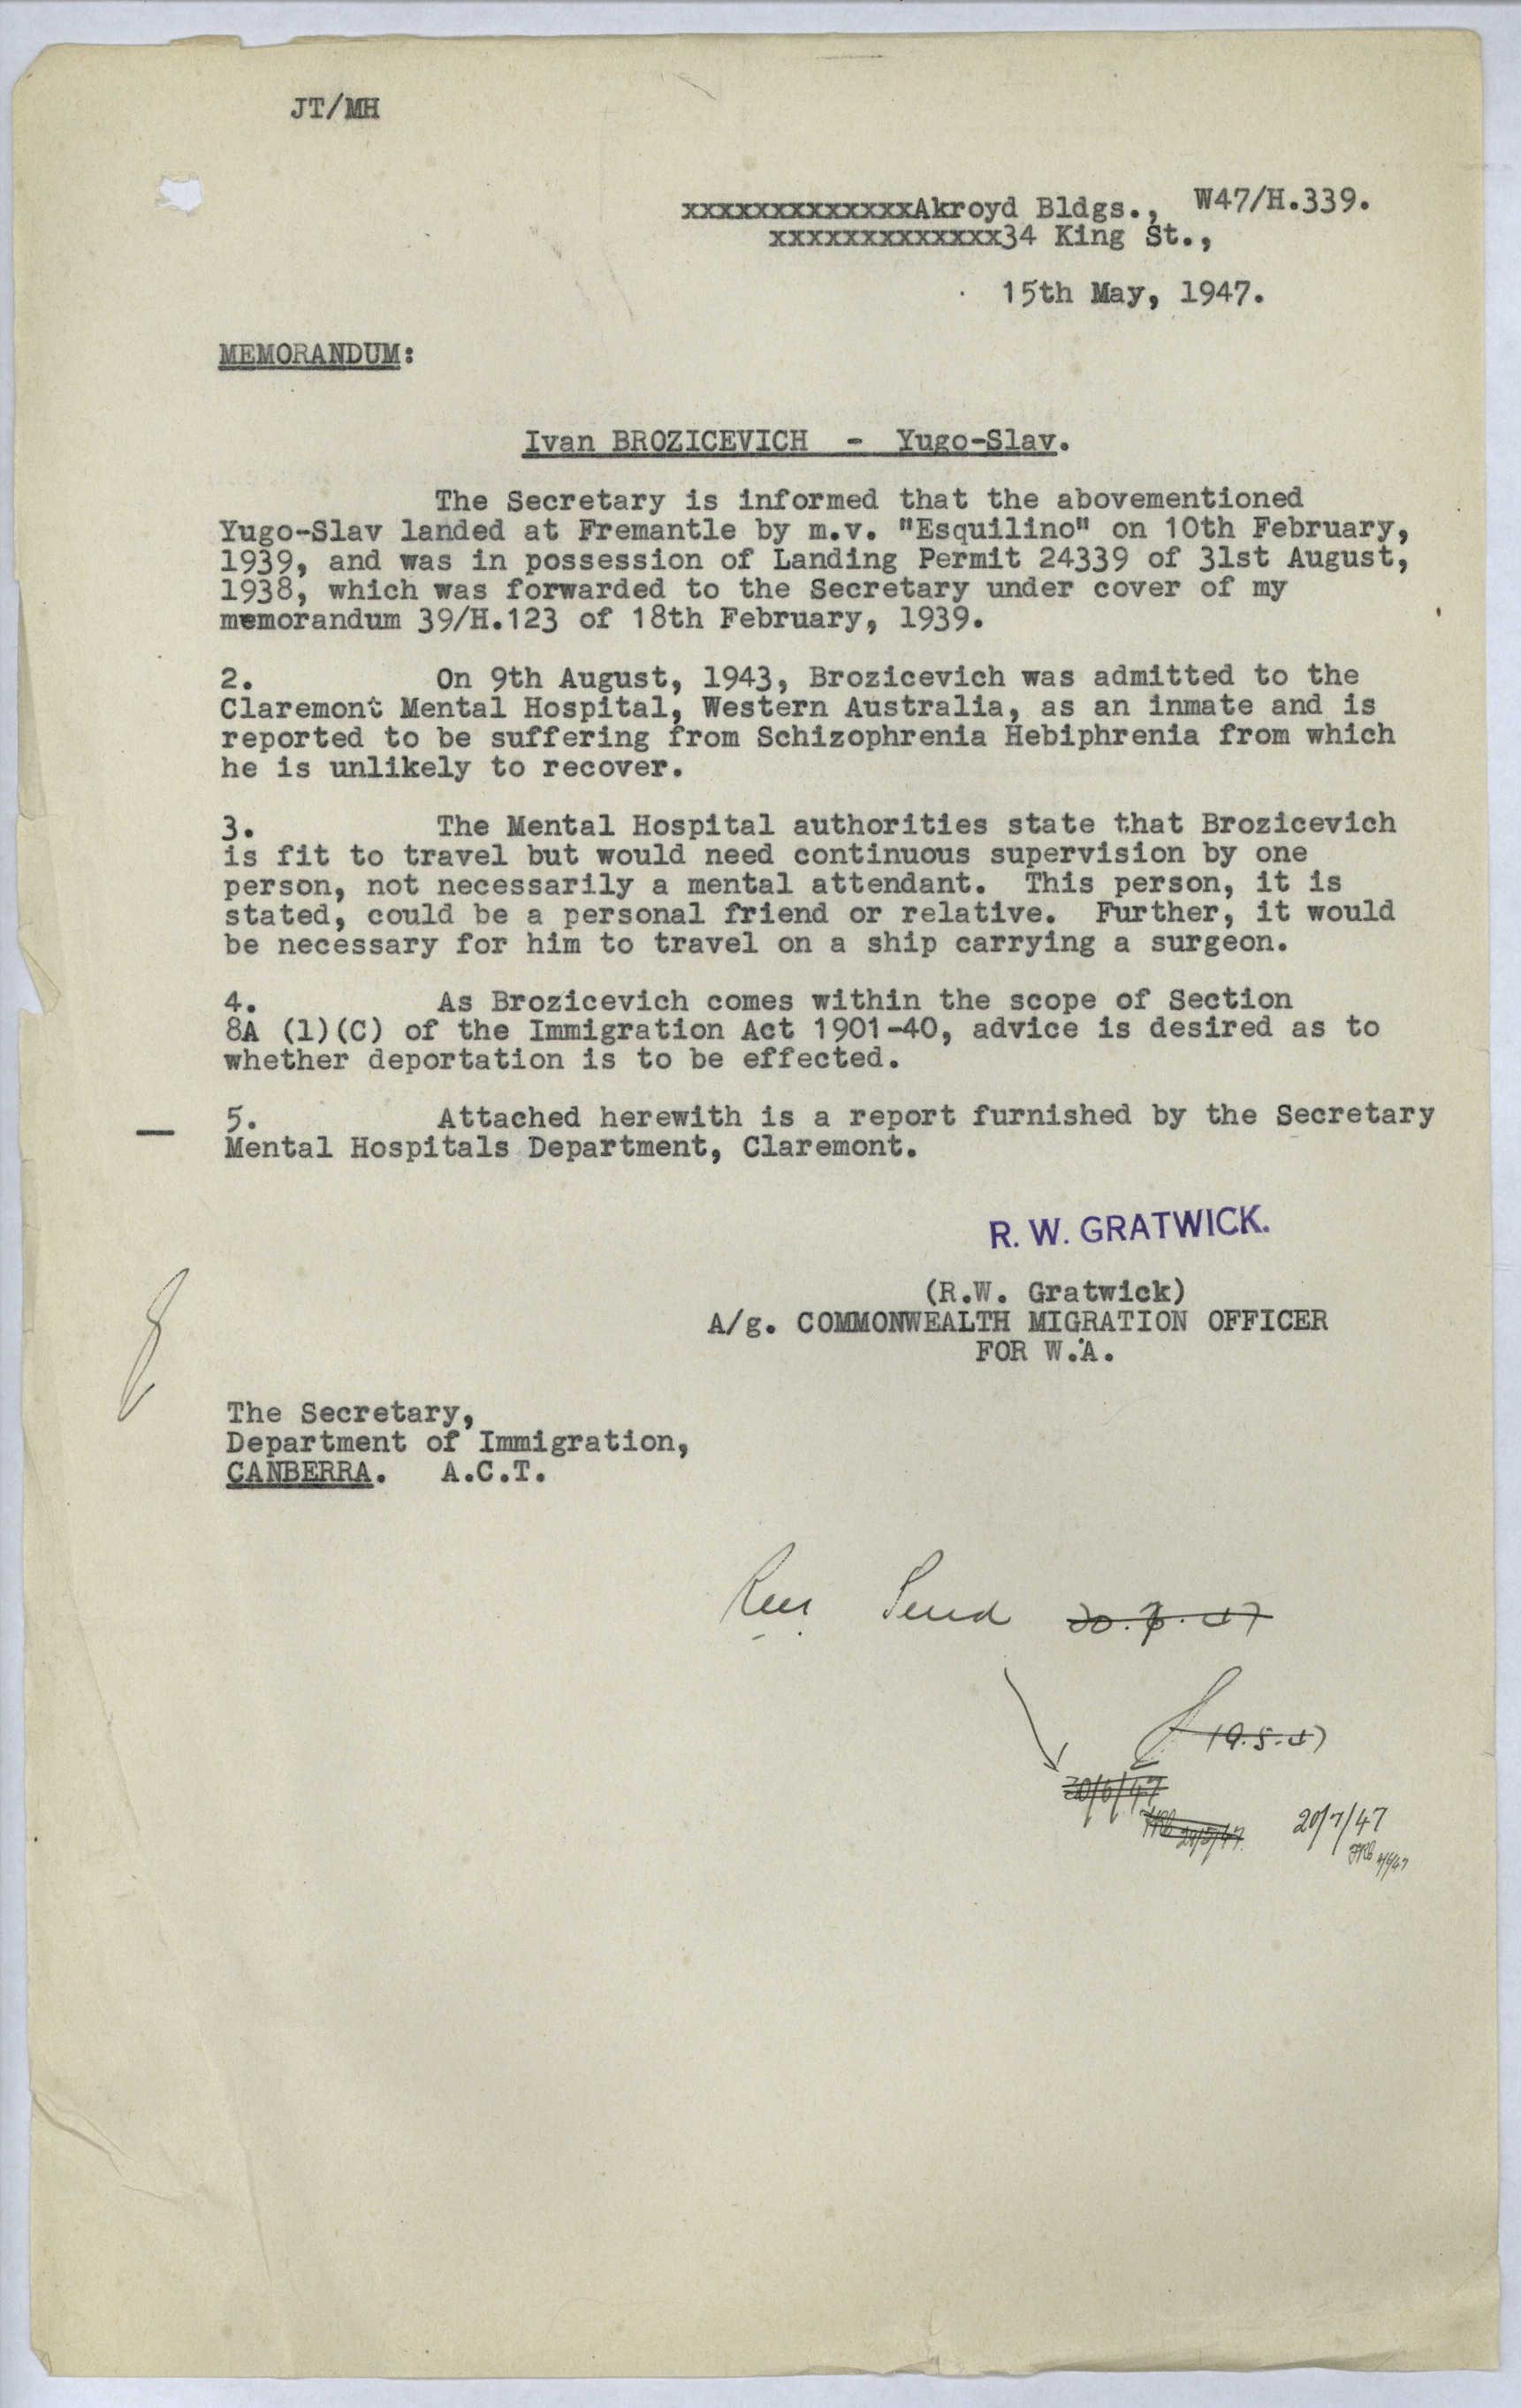 JT/MH
W47/H.339.
xxxxxxxxxxxxxAkroyd Bldgs.,
xxxxxxxxxxxxx34 King St.,
15th May, 1947.
MEMORANDUM:
Ivan BROZICEVICH - Yugo-Slav.
The Secretary is informed that the abovementioned
Yugo-Slav landed at Fremantle by m.v. "Esquilino" on 10th February,
1939, and was in possession of Landing Permit 24339 of 31st August,
1938, which was forwarded to the Secretary under cover of my
memorandum 39/H.123 of 18th February, 1939.
2. On 9th August, 1943, Brozicevich was admitted to the
Claremont Mental Hospital, Western Australia, as an inmate and is
reported to be suffering from Schizophrenia Hebiphrenia from which
he is unlikely to recover.
3. The Mental Hospital authorities state that Brozicevich
is fit to travel but would need continuous supervision by one
person, not necessarily a mental attendant. This person, it is
stated, could be a personal friend or relative. Further, it would
be necessary for him to travel on a ship carrying a surgeon.
4. As Brozicevich comes within the scope of Section
8A (1)(C) of the Immigration Act 1901-40, advice is desired as to
whether deportation is to be effected.
5. Attached herewith is a report furnished by the Secretary
Mental Hospitals Department, Claremont.
R. W. GRATWICK.
(R.W. Gratwick)
A/g. COMMONWEALTH MIGRATION OFFICER
FOR W.A.
The Secretary,
Department of Immigration,
CANBERRA. A.C.T.
19.5.47
20/6/47
20/7/47